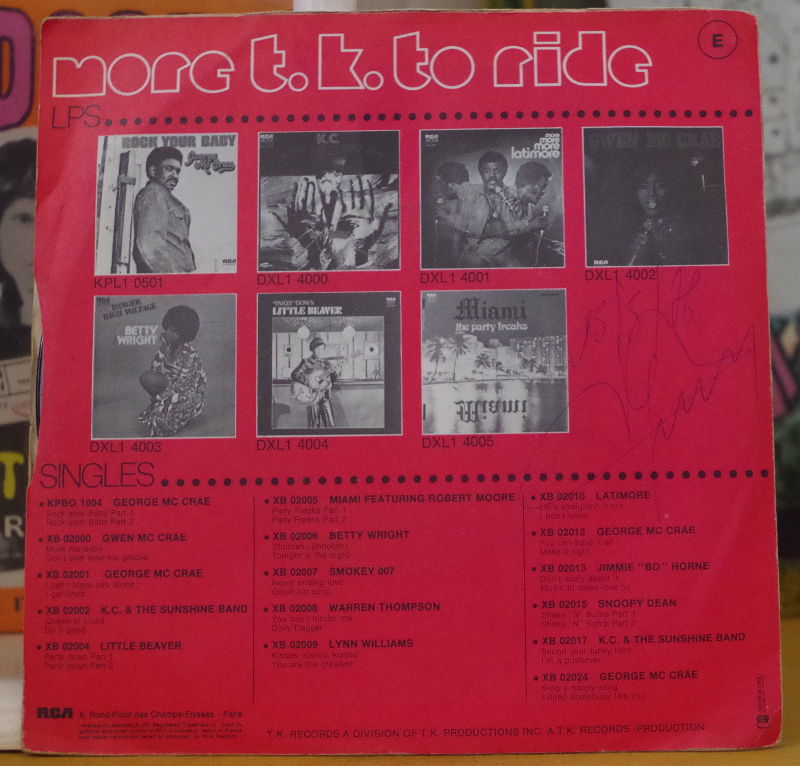 more t.k. to ride
E
LPS
ROCK YOUR BABY
George Mc Crae
RCA
KPL1 0501
K.C.
DXL1 4000
more
more
more
latimore
DXL1 4001
GWEN MC CRAE
RCA
DXL1 4002
DANGER
HIGH VOLTAGE
BETTY
WRIGHT
DXL1 4003
PARTY DOWN
LITTLE BEAVER
DXL1 4004
Miami
the party freaks
Miami
DXL1 4005
15/5/76
SINGLES
KPBO 1004 GEORGE MC CRAE
Rock your Baby Part 1
Rock your Baby Part 2
XB 02000 GWEN MC CRAE
Move me baby
Don't ever lose his groove
XB 02001 GEORGE MC CRAE
I can't leave you alone
I get lifted
XB 02002 K.C. & THE SUNSHINE BAND
Queen of clubs
Do it good
XB 02004 LITTLE BEAVER
Party down Part 1
Party down Part 2
XB 02005 MIAMI FEATURING ROBERT MOORE
Party Freaks Part 1
Party Freaks Part 2
XB 02006 BETTY WRIGHT
Shoorah! Shoorah!
Tonight is the night
XB 02007 SMOKEY 007
Never ending love
Good old song
XB 02008 WARREN THOMPSON
You can't hinder me
Dolly Dagger
XB 02009 LYNN WILLIAMS
Kisses, kisses, kisses
You are the greatest
XB 02010 LATIMORE
Let's straighten it out
I don't know
XB 02012 GEORGE MC CRAE
You can have it all
Make it right
XB 02013 JIMMIE "BO" HORNE
Don't worry about it
Music to make love by
XB 02015 SNOOPY DEAN
Shake "N" Bump Part 1
Shake "N" Bump Part 2
XB 02017 K.C. & THE SUNSHINE BAND
Sound your funky horn
I'm a pushover
XB 02024 GEORGE MC CRAE
Sing a happy song
I need somebody like you
RCA 6, Rond-Point des Champs-Elysées - Paris
T.K. RECORDS A DIVISION OF T.K. PRODUCTIONS INC. A T.K. RECORDS PRODUCTION